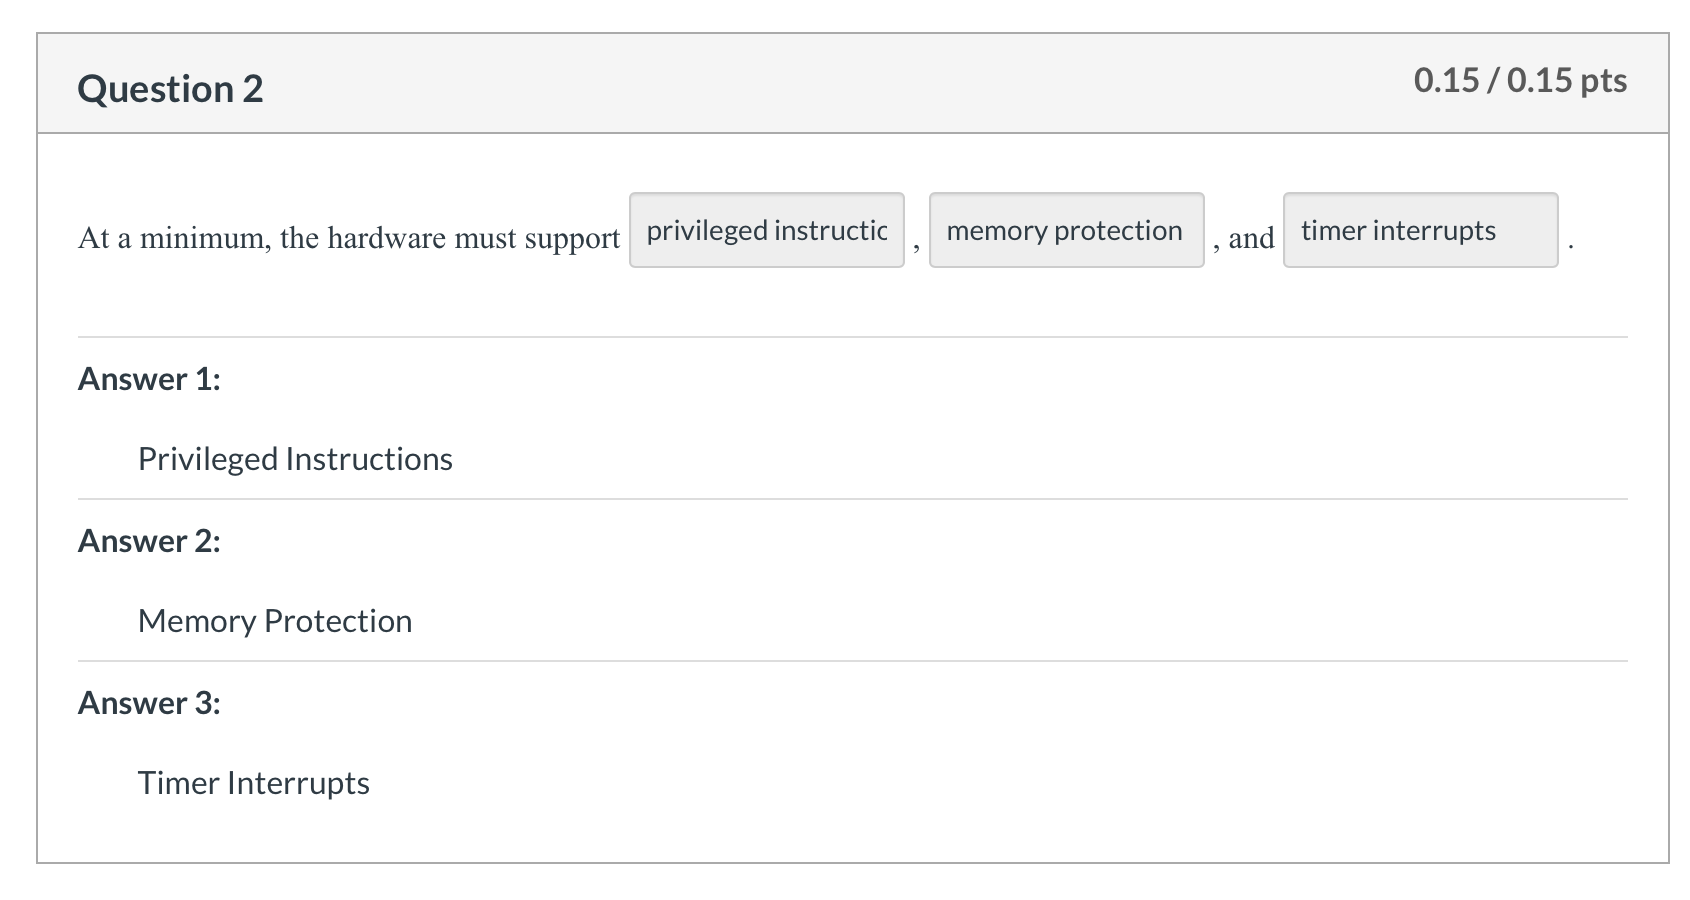 Question 2
0.15 / 0.15 pts
At a minimum, the hardware must support privileged instructic , memory protection , and timer interrupts .
Answer 1:
Privileged Instructions
Answer 2:
Memory Protection
Answer 3:
Timer Interrupts